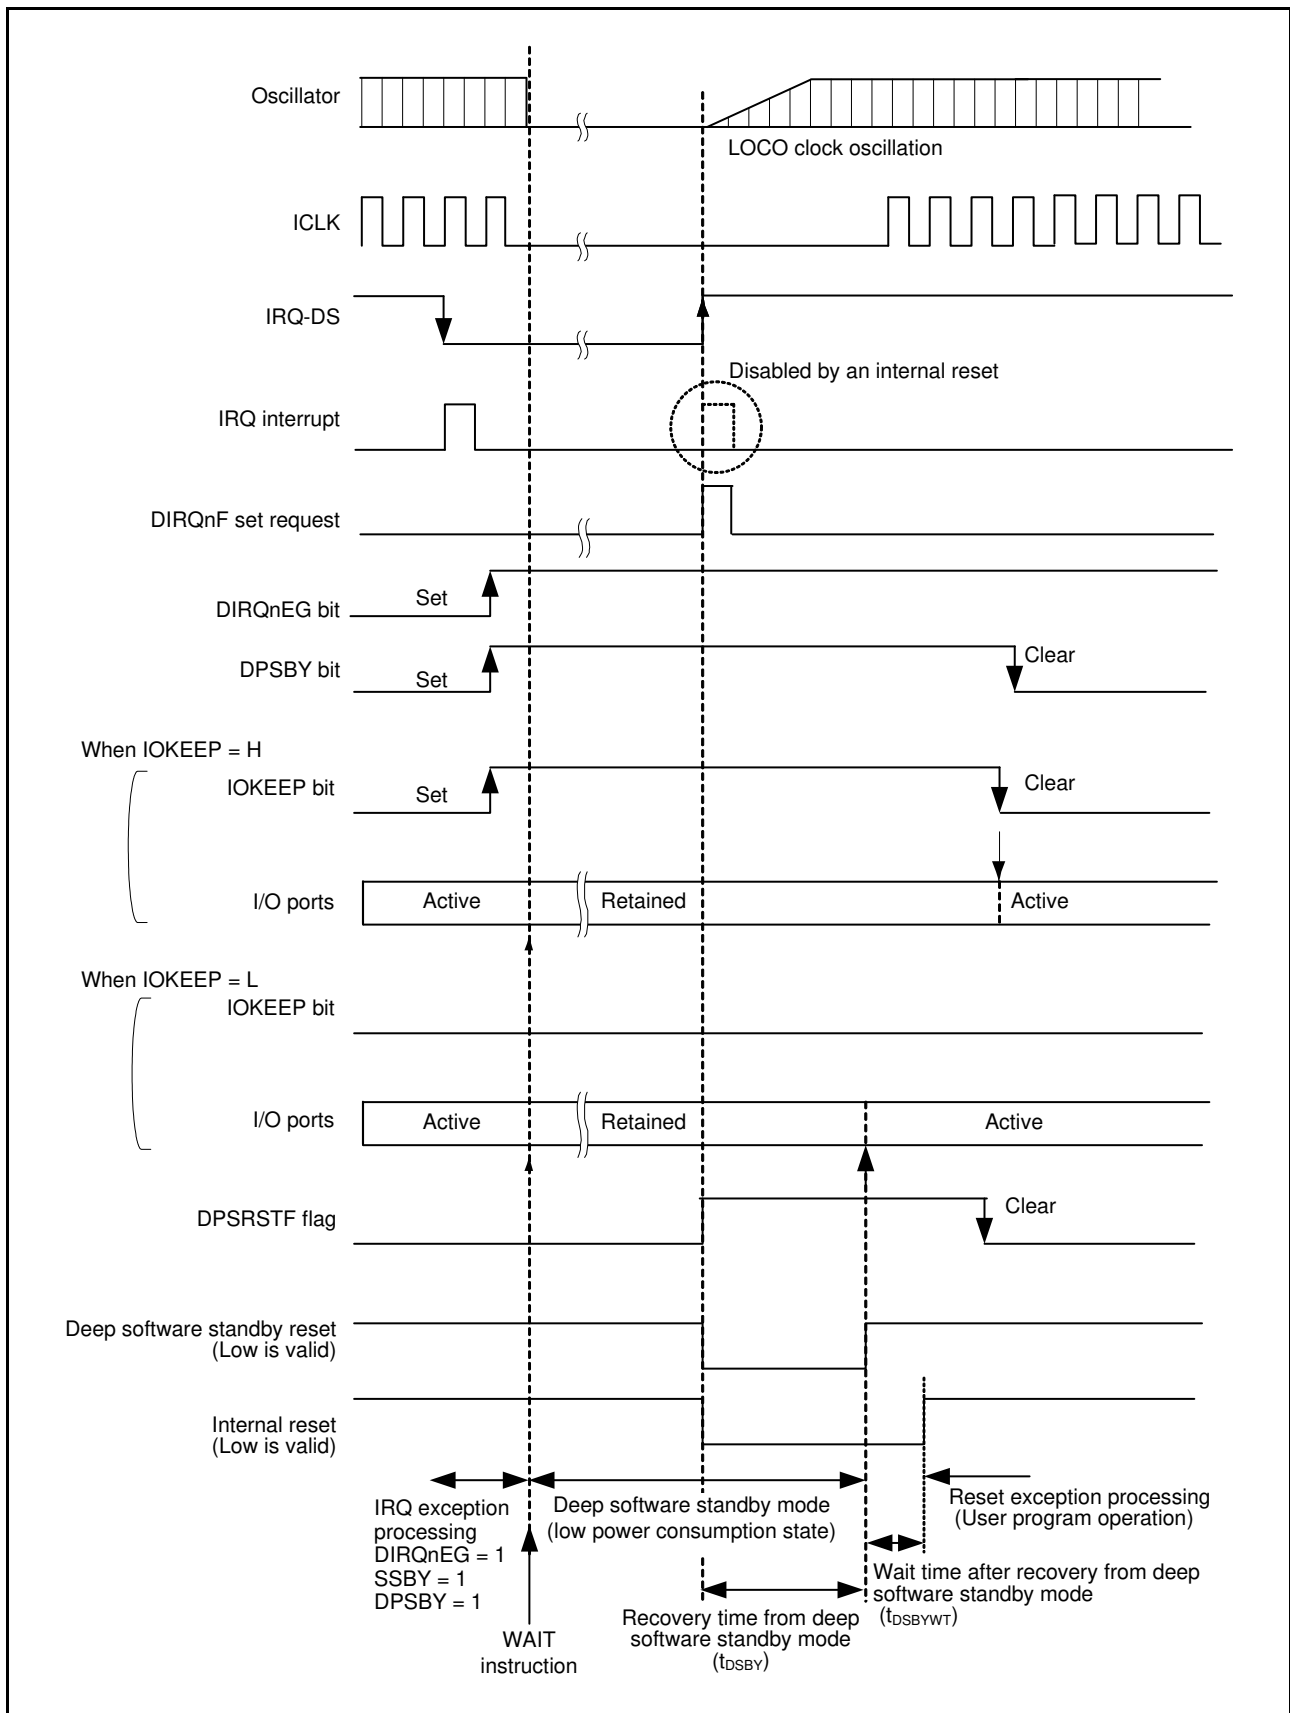 Oscillator
LOCO clock oscillation
ICLK
IRQ-DS
Disabled by an internal reset
IRQ interrupt
DIRQnF set request
Set
DIRQnEG bit
DPSBY bit
Set
Clear
When IOKEEP = H
IOKEEP bit
Set
Clear
I/O ports
Active
Retained
Active
When IOKEEP = L
IOKEEP bit
I/O ports
Active
Retained
Active
DPSRSTF flag
Clear
Deep software standby reset
(Low is valid)
Internal reset
(Low is valid)
IRQ exception
processing
DIRQnEG = 1
SSBY = 1
DPSBY = 1
Deep software standby mode
(low power consumption state)
Reset exception processing
(User program operation)
Wait time after recovery from deep
software standby mode
(tDSBYWT)
Recovery time from deep
software standby mode
(tDSBY)
WAIT
instruction